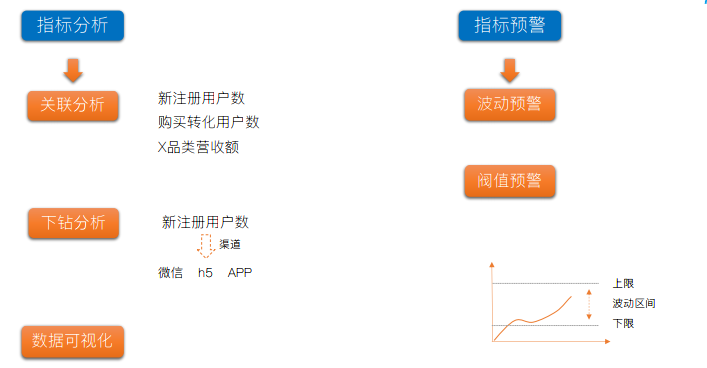 指标分析
关联分析
新注册用户数
购买转化用户数
X品类营收额
下钻分析
新注册用户数
渠道
微信 h5 APP
数据可视化
指标预警
波动预警
阀值预警
上限
波动区间
下限